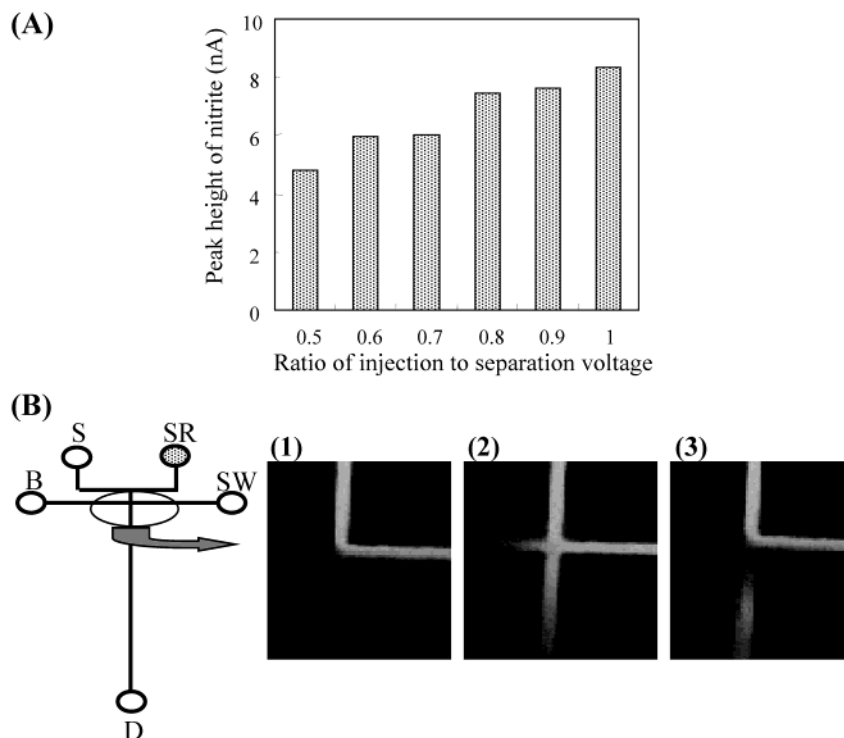 (A)
Peak height of nitrite (nA)
10
8
6
4
2
0
0.5 0.6 0.7 0.8 0.9 1
Ratio of injection to separation voltage
(B)
S SR
B SW
D
(1) (2) (3)